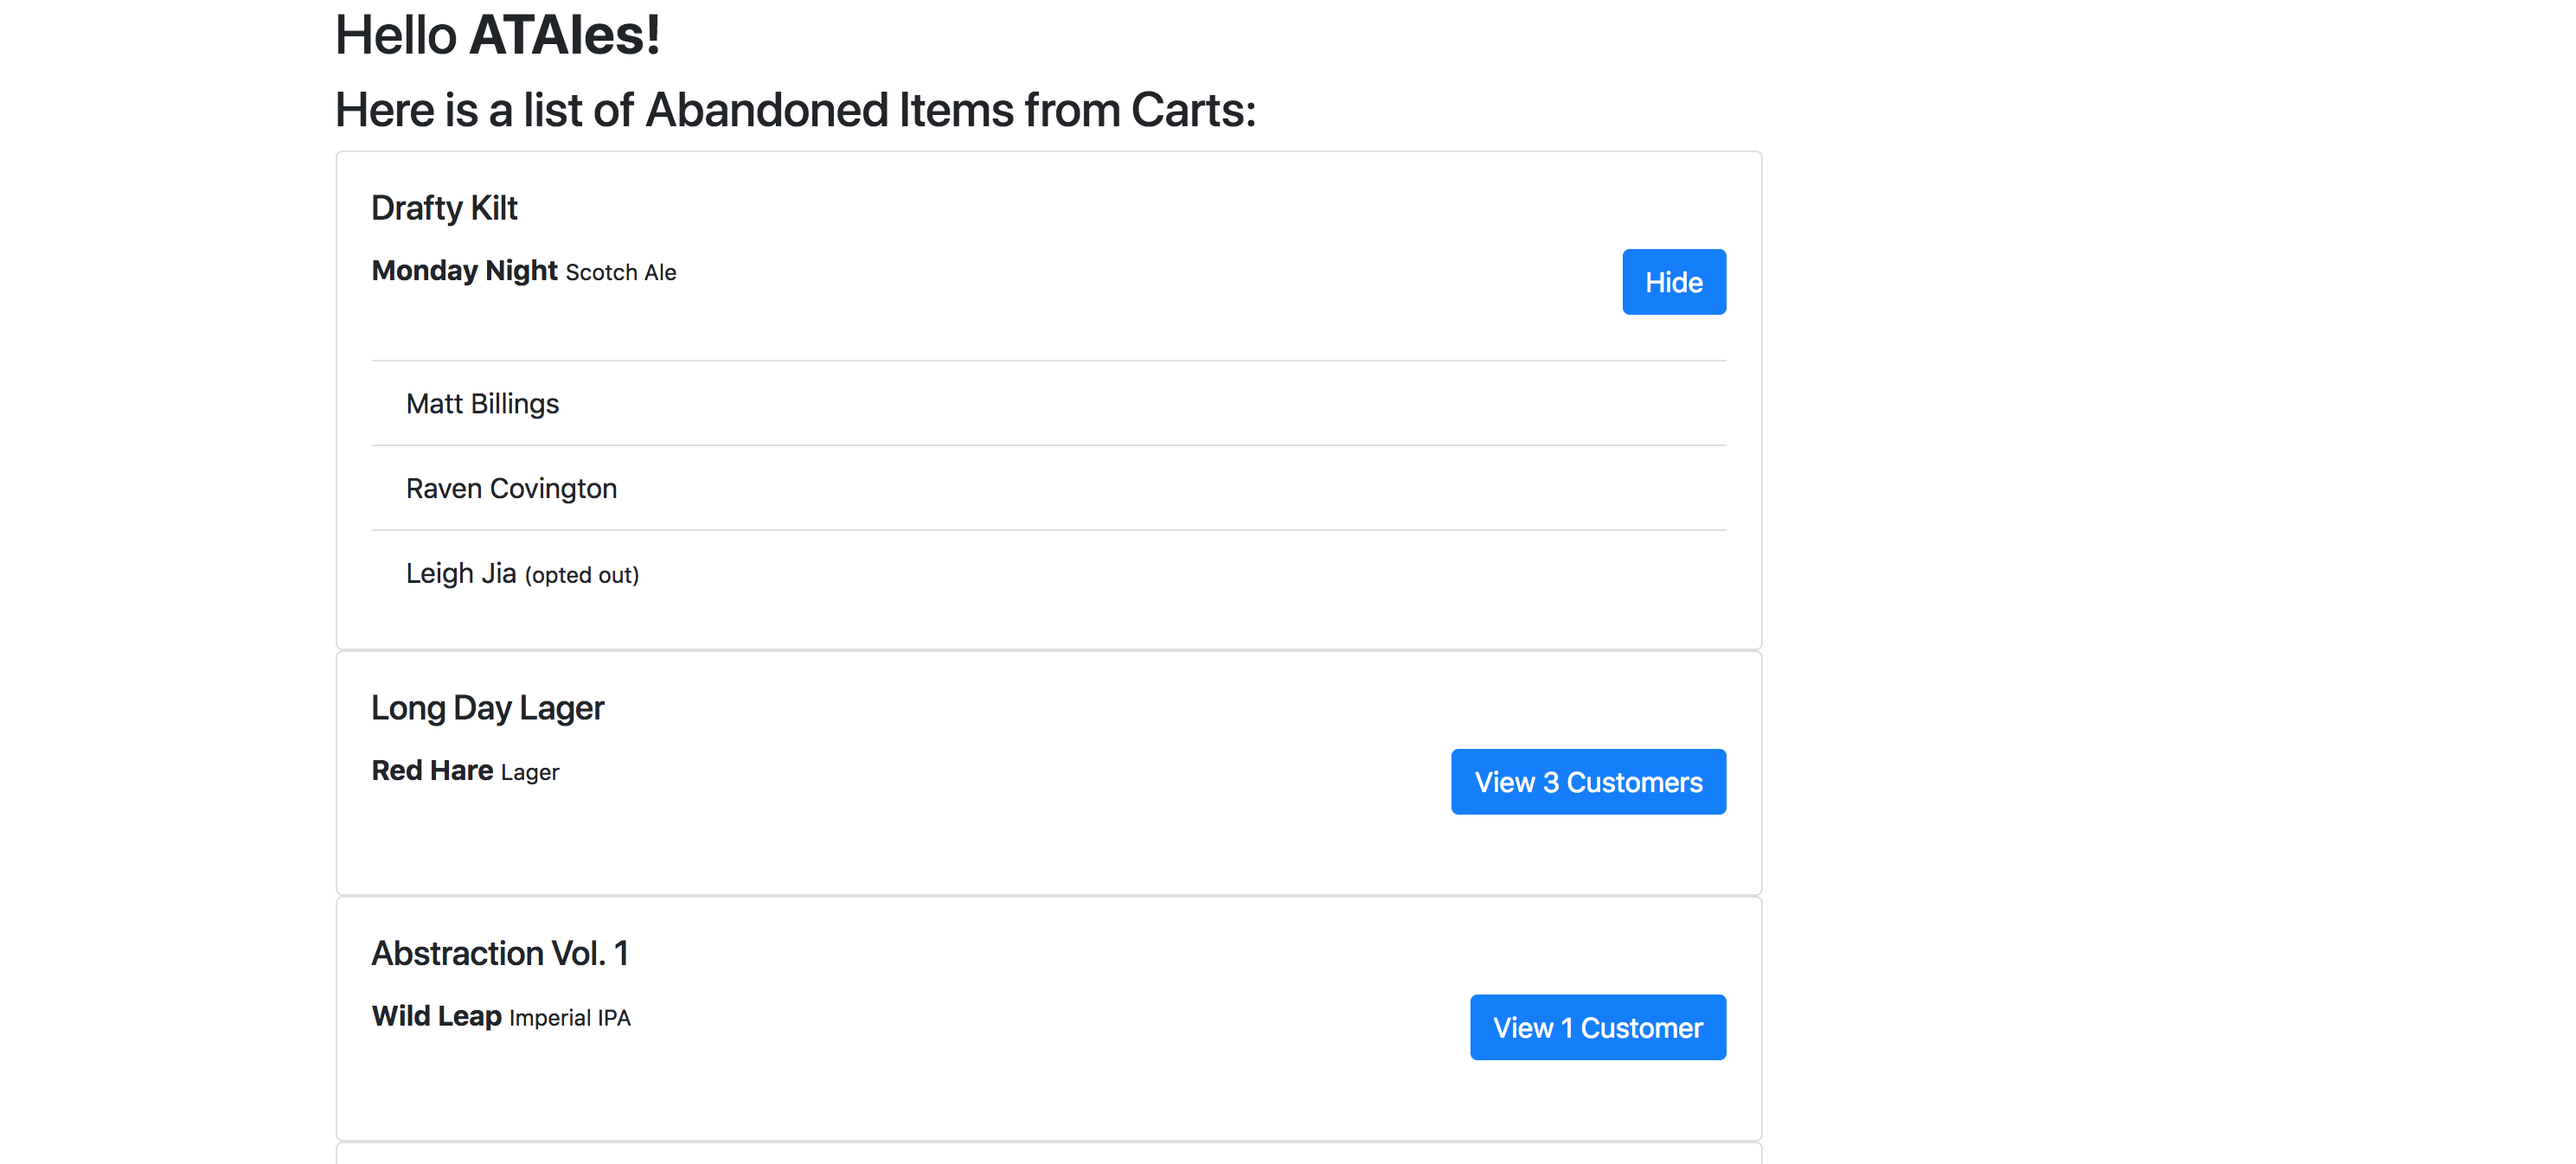 Hello ATAles!
Here is a list of Abandoned Items from Carts:
Drafty Kilt
Monday Night Scotch Ale
Hide
Matt Billings
Raven Covington
Leigh Jia (opted out)
Long Day Lager
Red Hare Lager
View 3 Customers
Abstraction Vol. 1
Wild Leap Imperial IPA
View 1 Customer